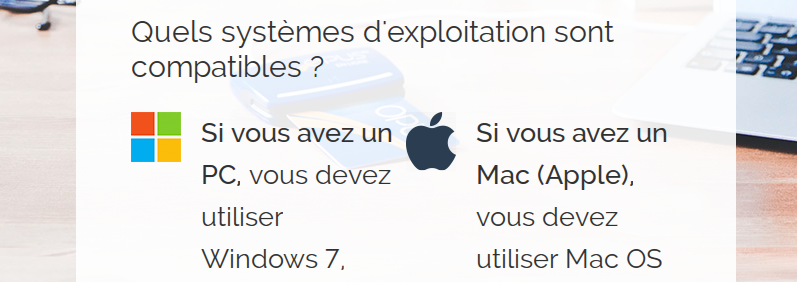 Quels systèmes d'exploitation sont
compatibles ?
Si vous avez un
PC, vous devez
utiliser
Windows 7,
Si vous avez un
Mac (Apple),
vous devez
utiliser Mac OS